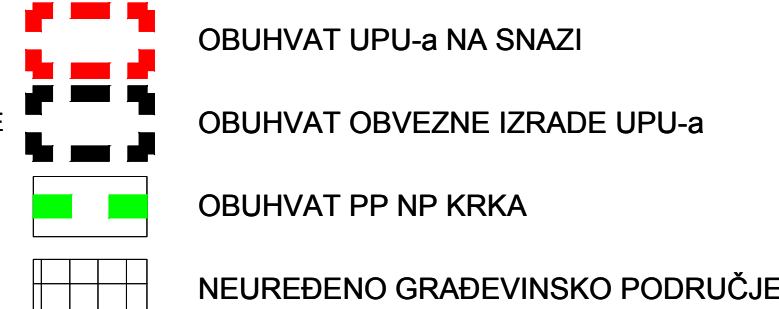 OBUHVAT UPU-a NA SNAZI
E OBUHVAT OBVEZNE IZRADE UPU-a
OBUHVAT PP NP KRKA
NEUREĐENO GRAĐEVINSKO PODRUČJE